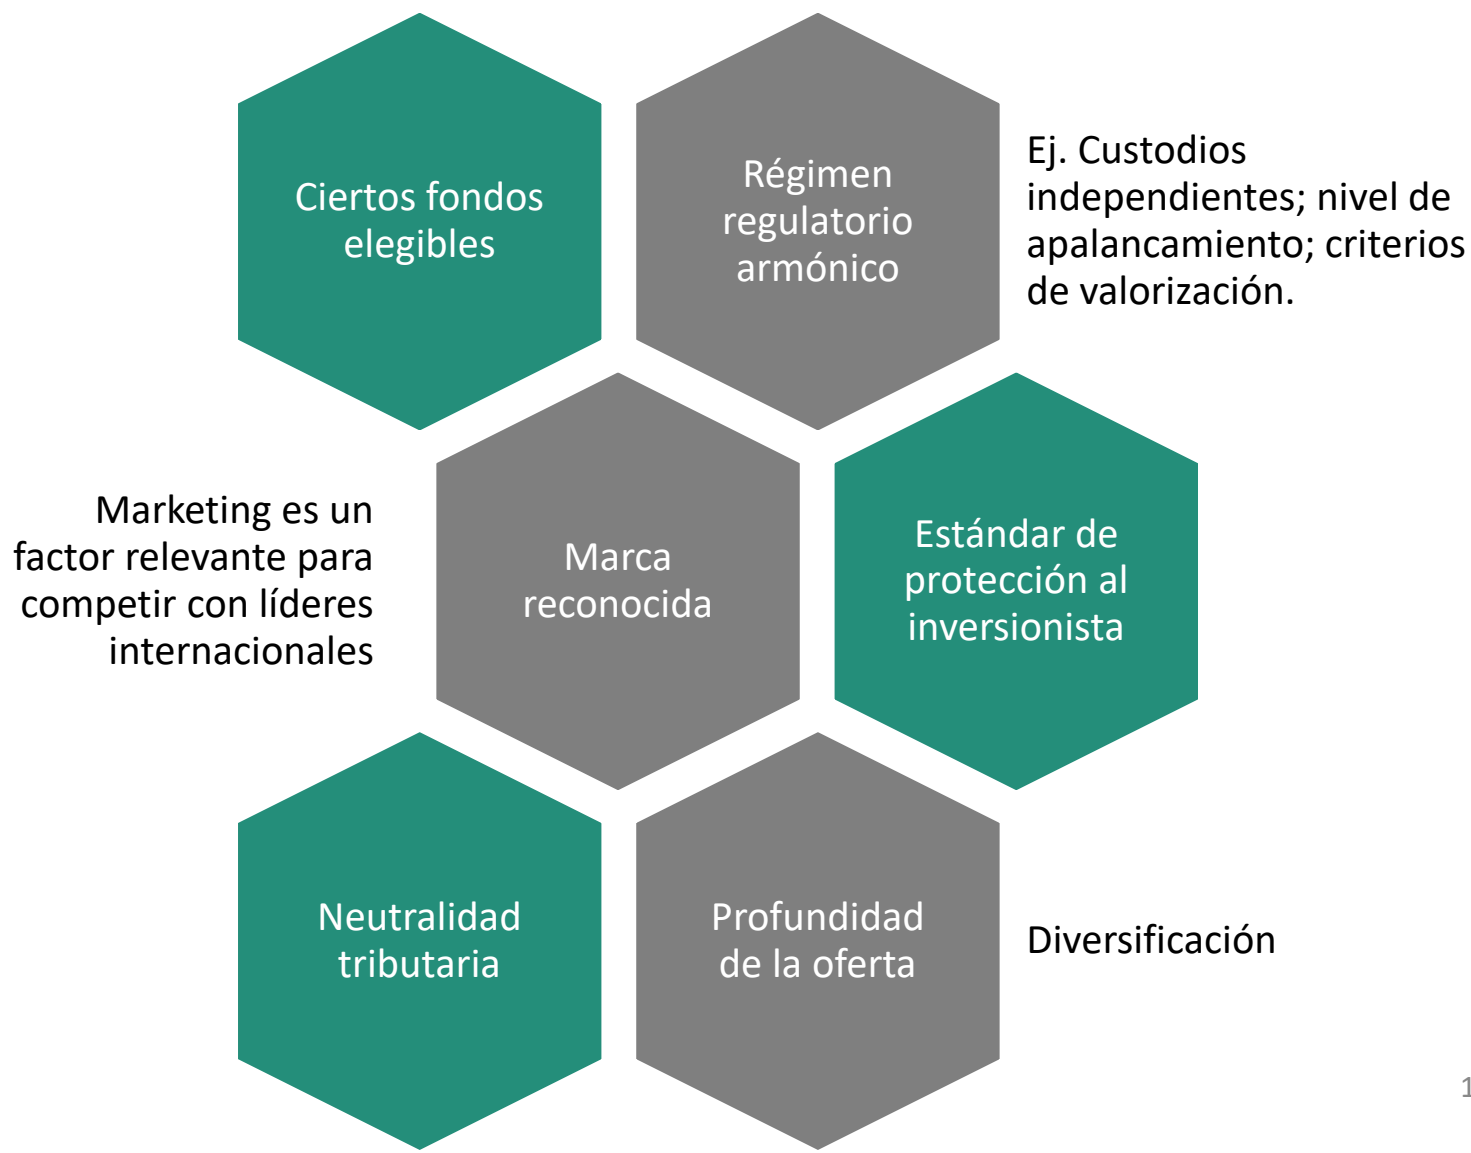 Ciertos fondos
elegibles
Régimen
regulatorio
armónico
Ej. Custodios
independientes; nivel de
apalancamiento; criterios
de valorización.
Marketing es un
factor relevante para
competir con líderes
internacionales
Marca
reconocida
Estándar de
protección al
inversionista
Neutralidad
tributaria
Profundidad
de la oferta
Diversificación
1